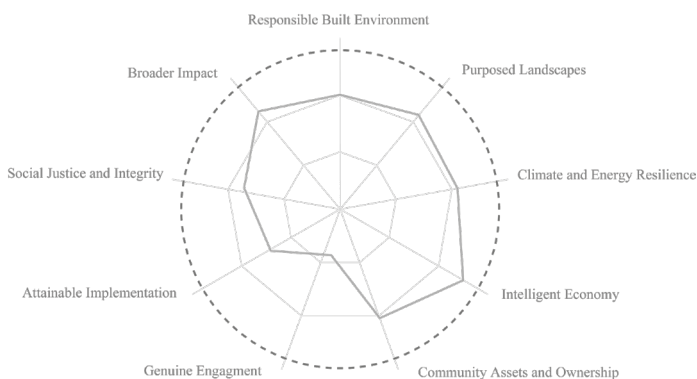 Responsible Built Environment
Broader Impact
Purposed Landscapes
Social Justice and Integrity
Climate and Energy Resilience
Attainable Implementation
Intelligent Economy
Genuine Engagment
Community Assets and Ownership